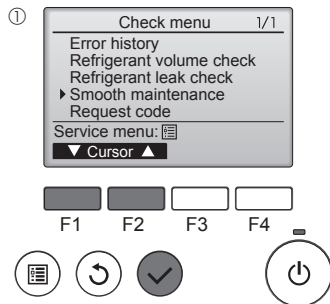 ①
Check menu 1/1
Error history
Refrigerant volume check
Refrigerant leak check
Smooth maintenance
Request code
Service menu:
▼ Cursor ▲
F1 F2 F3 F4